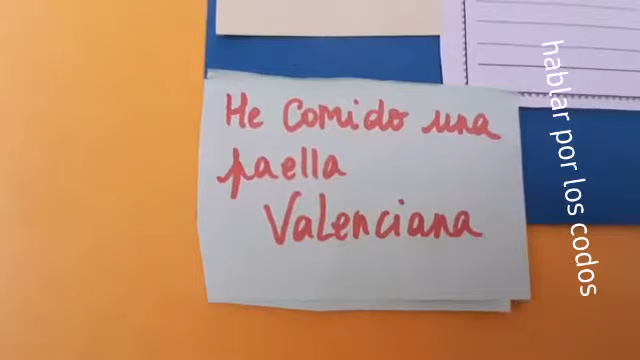 He comido una
paella
Valenciana
hablar por los codos